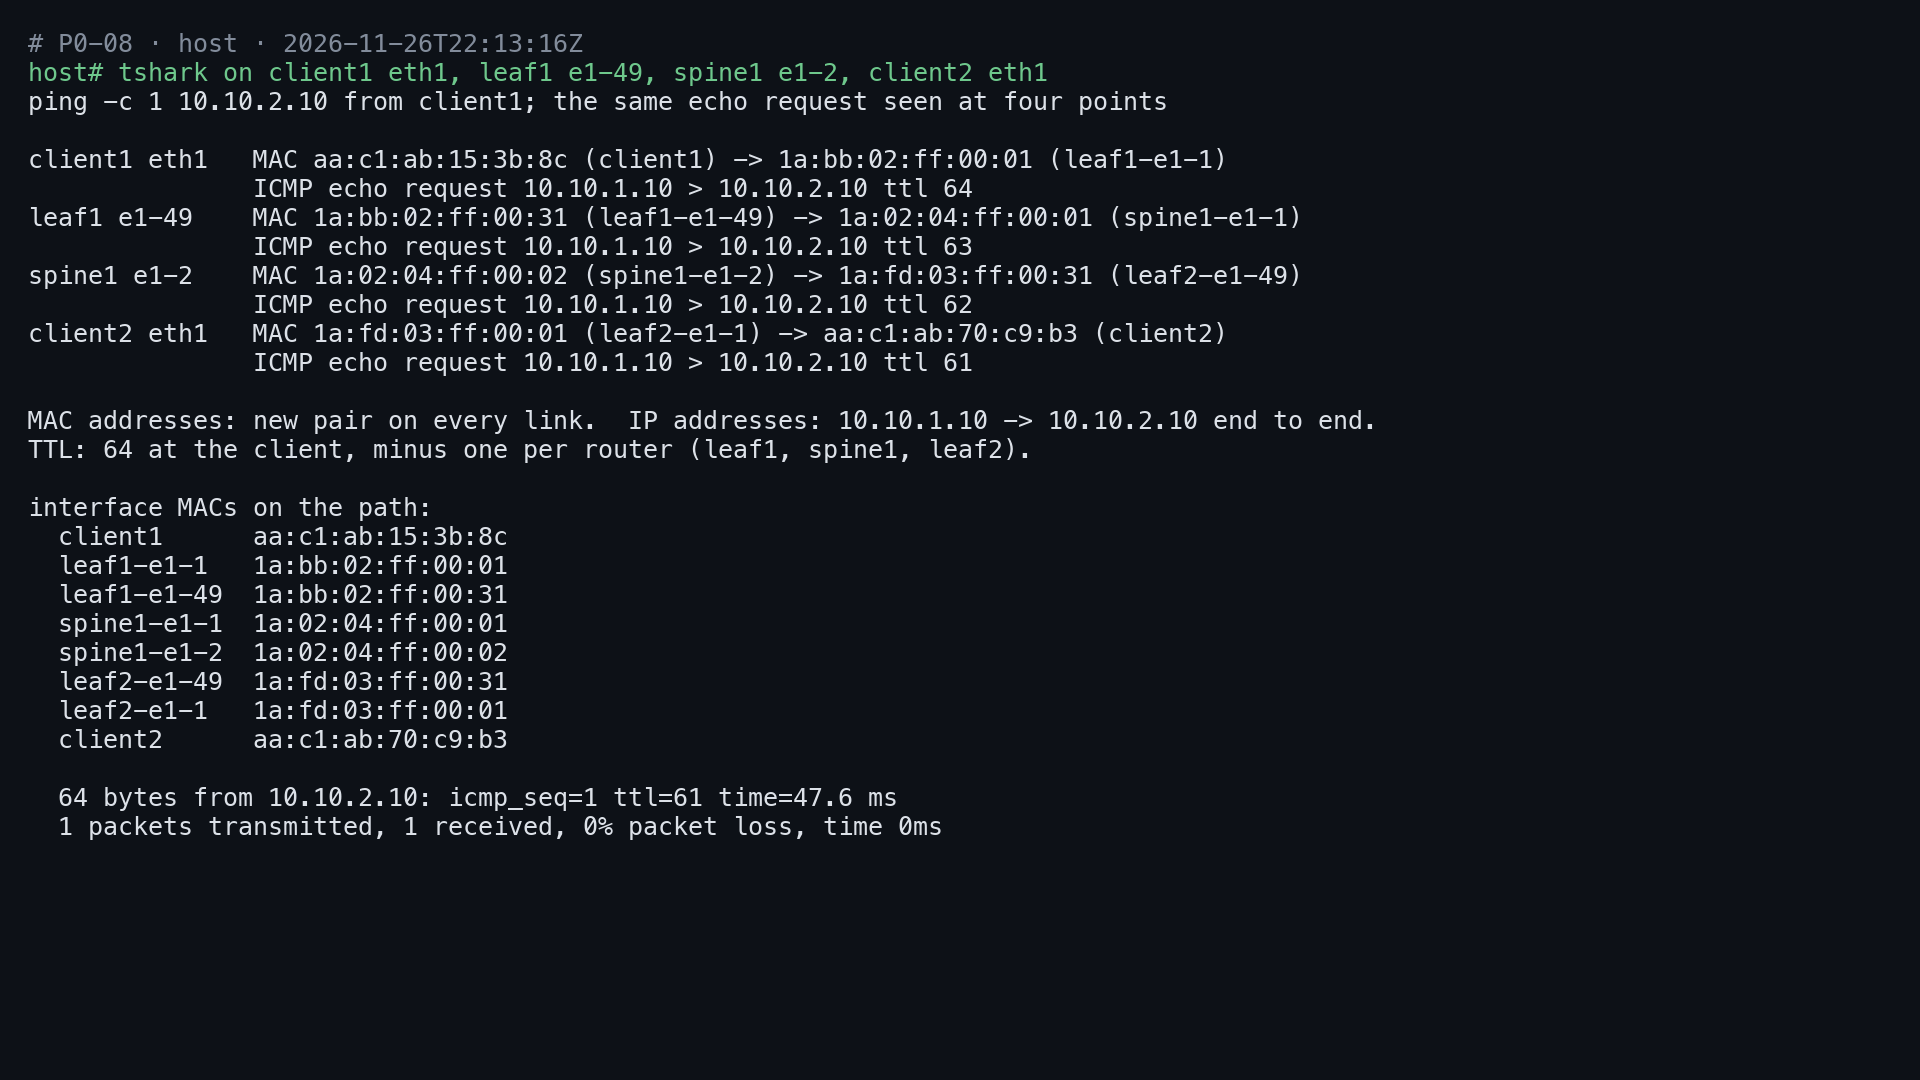 # P0−08 · host · 2026−11−26T22:13:16Z
host# tshark on client1 eth1, leaf1 e1−49, spine1 e1−2, client2 eth1
ping −c 1 10.10.2.10 from client1; the same echo request seen at four points
client1 eth1   MAC aa:c1:ab:15:3b:8c (client1) −> 1a:bb:02:ff:00:01 (leaf1−e1−1)
               ICMP echo request 10.10.1.10 > 10.10.2.10 ttl 64
leaf1 e1−49    MAC 1a:bb:02:ff:00:31 (leaf1−e1−49) −> 1a:02:04:ff:00:01 (spine1−e1−1)
               ICMP echo request 10.10.1.10 > 10.10.2.10 ttl 63
spine1 e1−2    MAC 1a:02:04:ff:00:02 (spine1−e1−2) −> 1a:fd:03:ff:00:31 (leaf2−e1−49)
               ICMP echo request 10.10.1.10 > 10.10.2.10 ttl 62
client2 eth1   MAC 1a:fd:03:ff:00:01 (leaf2−e1−1) −> aa:c1:ab:70:c9:b3 (client2)
               ICMP echo request 10.10.1.10 > 10.10.2.10 ttl 61
MAC addresses: new pair on every link.  IP addresses: 10.10.1.10 −> 10.10.2.10 end to end.
TTL: 64 at the client, minus one per router (leaf1, spine1, leaf2).
interface MACs on the path:
  client1      aa:c1:ab:15:3b:8c
  leaf1−e1−1   1a:bb:02:ff:00:01
  leaf1−e1−49  1a:bb:02:ff:00:31
  spine1−e1−1  1a:02:04:ff:00:01
  spine1−e1−2  1a:02:04:ff:00:02
  leaf2−e1−49  1a:fd:03:ff:00:31
  leaf2−e1−1   1a:fd:03:ff:00:01
  client2      aa:c1:ab:70:c9:b3
  64 bytes from 10.10.2.10: icmp_seq=1 ttl=61 time=47.6 ms
  1 packets transmitted, 1 received, 0% packet loss, time 0ms